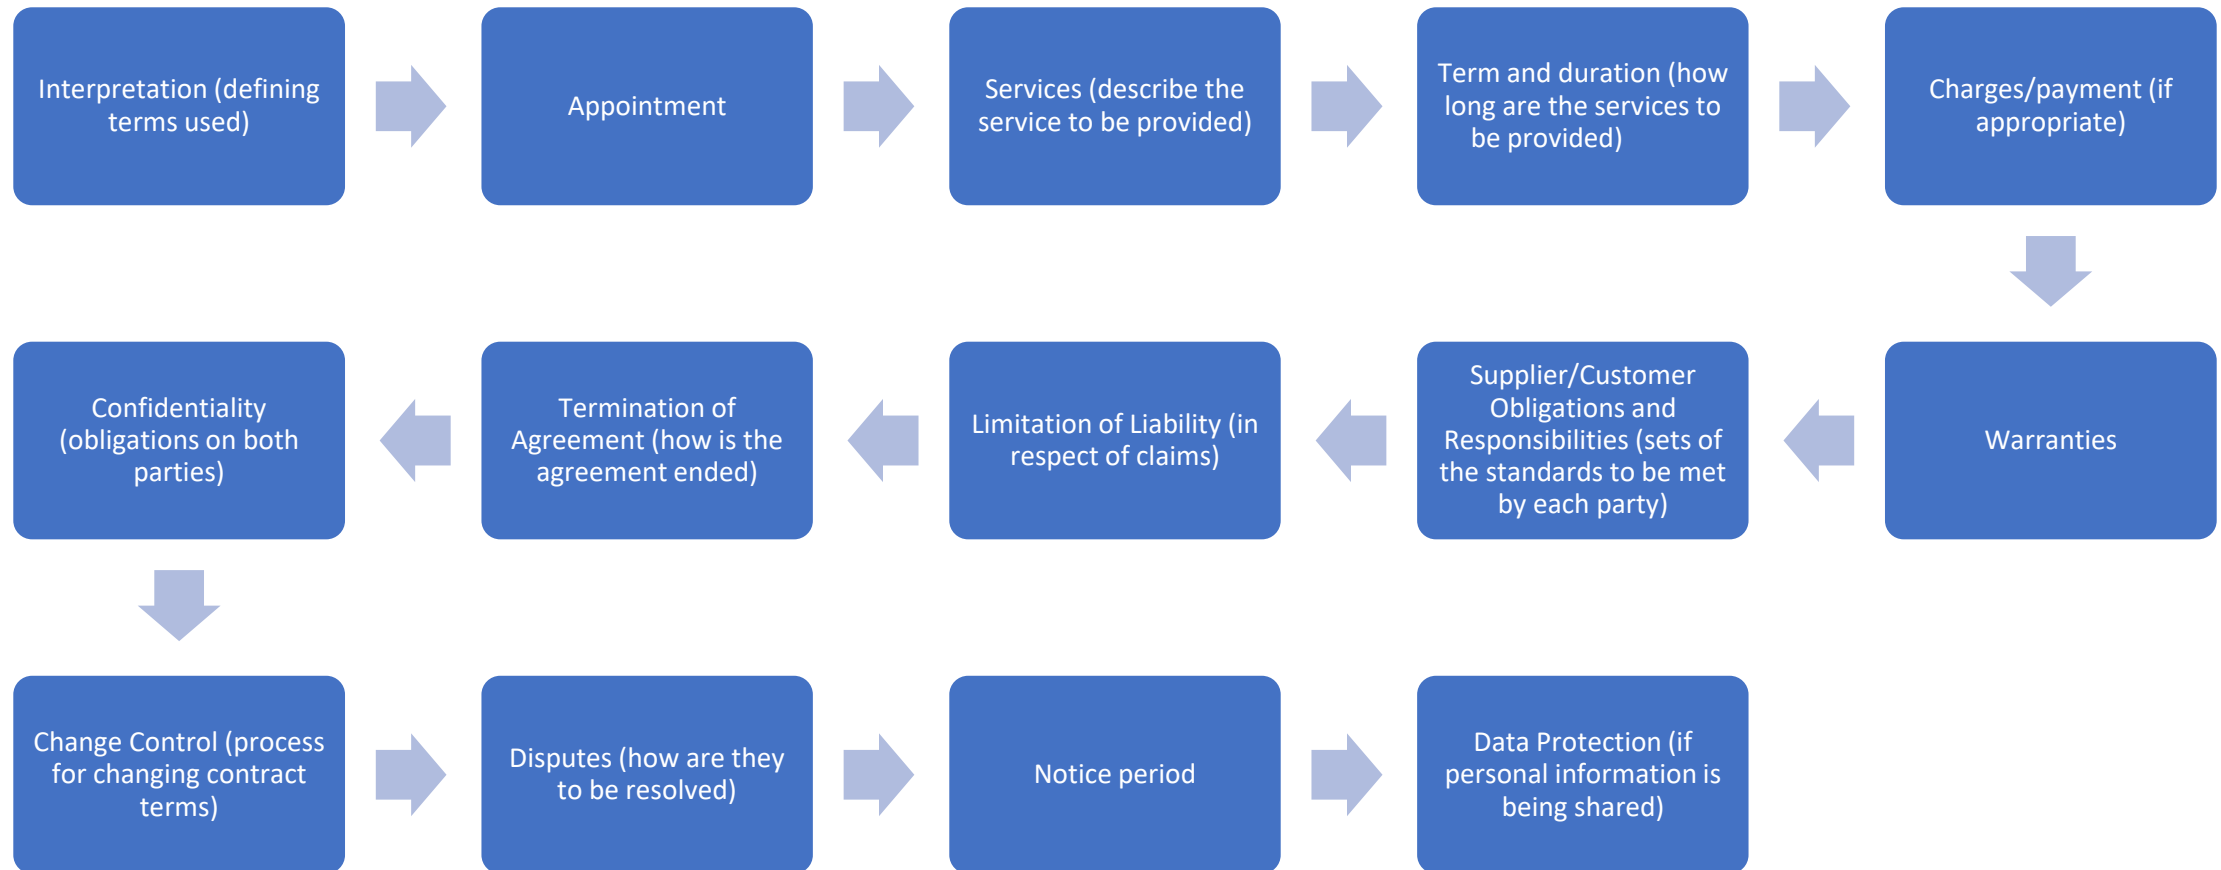 Interpretation (defining
terms used)
Appointment
Services (describe the
service to be provided)
Term and duration (how
long are the services to
be provided)
Charges/payment (if
appropriate)
Warranties
Supplier/Customer
Obligations and
Responsibilities (sets of
the standards to be met
by each party)
Limitation of Liability (in
respect of claims)
Termination of
Agreement (how is the
agreement ended)
Confidentiality
(obligations on both
parties)
Change Control (process
for changing contract
terms)
Disputes (how are they
to be resolved)
Notice period
Data Protection (if
personal information is
being shared)